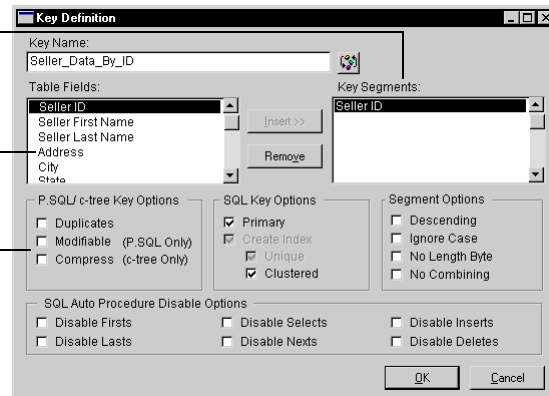 Key Definition
Key Name:
Seller_Data_By_ID
Table Fields:
Key Segments:
Seller ID
Seller First Name
Seller Last Name
Address
City
State
Insert >>
Remove
Seller ID
P.SQL/ c-tree Key Options
Duplicates
Modifiable (P.SQL Only)
Compress (c-tree Only)
SQL Key Options
Primary
Create Index
Unique
Clustered
Segment Options
Descending
Ignore Case
No Length Byte
No Combining
SQL Auto Procedure Disable Options
Disable Firsts
Disable Selects
Disable Inserts
Disable Lasts
Disable Nexts
Disable Deletes
OK
Cancel